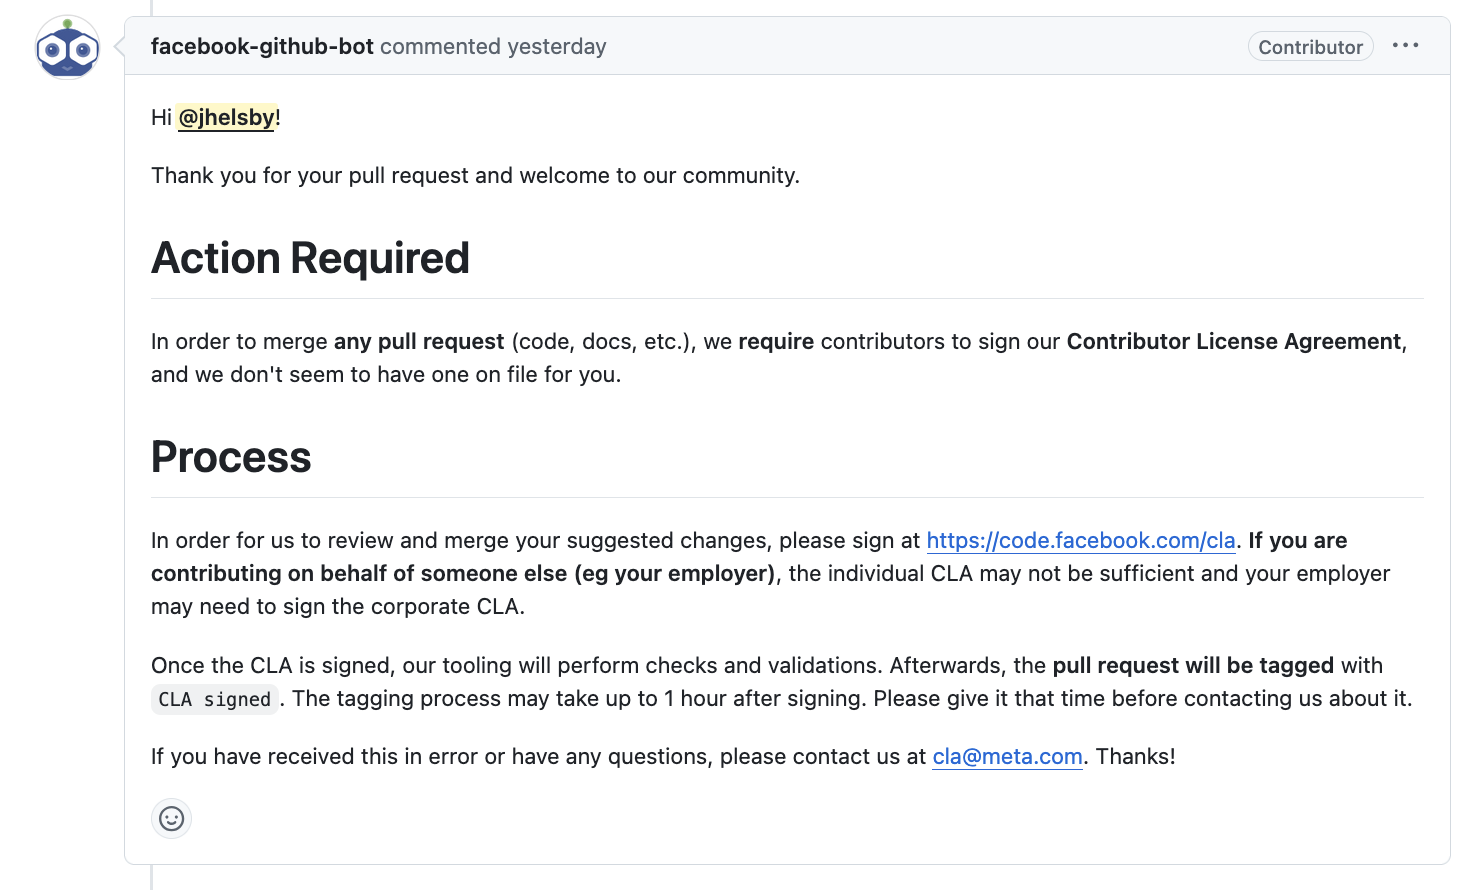 facebook-github-bot commented yesterday
Contributor
Hi @jhelsby!
Thank you for your pull request and welcome to our community.
Action Required
In order to merge any pull request (code, docs, etc.), we require contributors to sign our Contributor License Agreement,
and we don't seem to have one on file for you.
Process
In order for us to review and merge your suggested changes, please sign at https://code.facebook.com/cla. If you are
contributing on behalf of someone else (eg your employer), the individual CLA may not be sufficient and your employer
may need to sign the corporate CLA.
Once the CLA is signed, our tooling will perform checks and validations. Afterwards, the pull request will be tagged with
CLA signed. The tagging process may take up to 1 hour after signing. Please give it that time before contacting us about it.
If you have received this in error or have any questions, please contact us at cla@meta.com. Thanks!